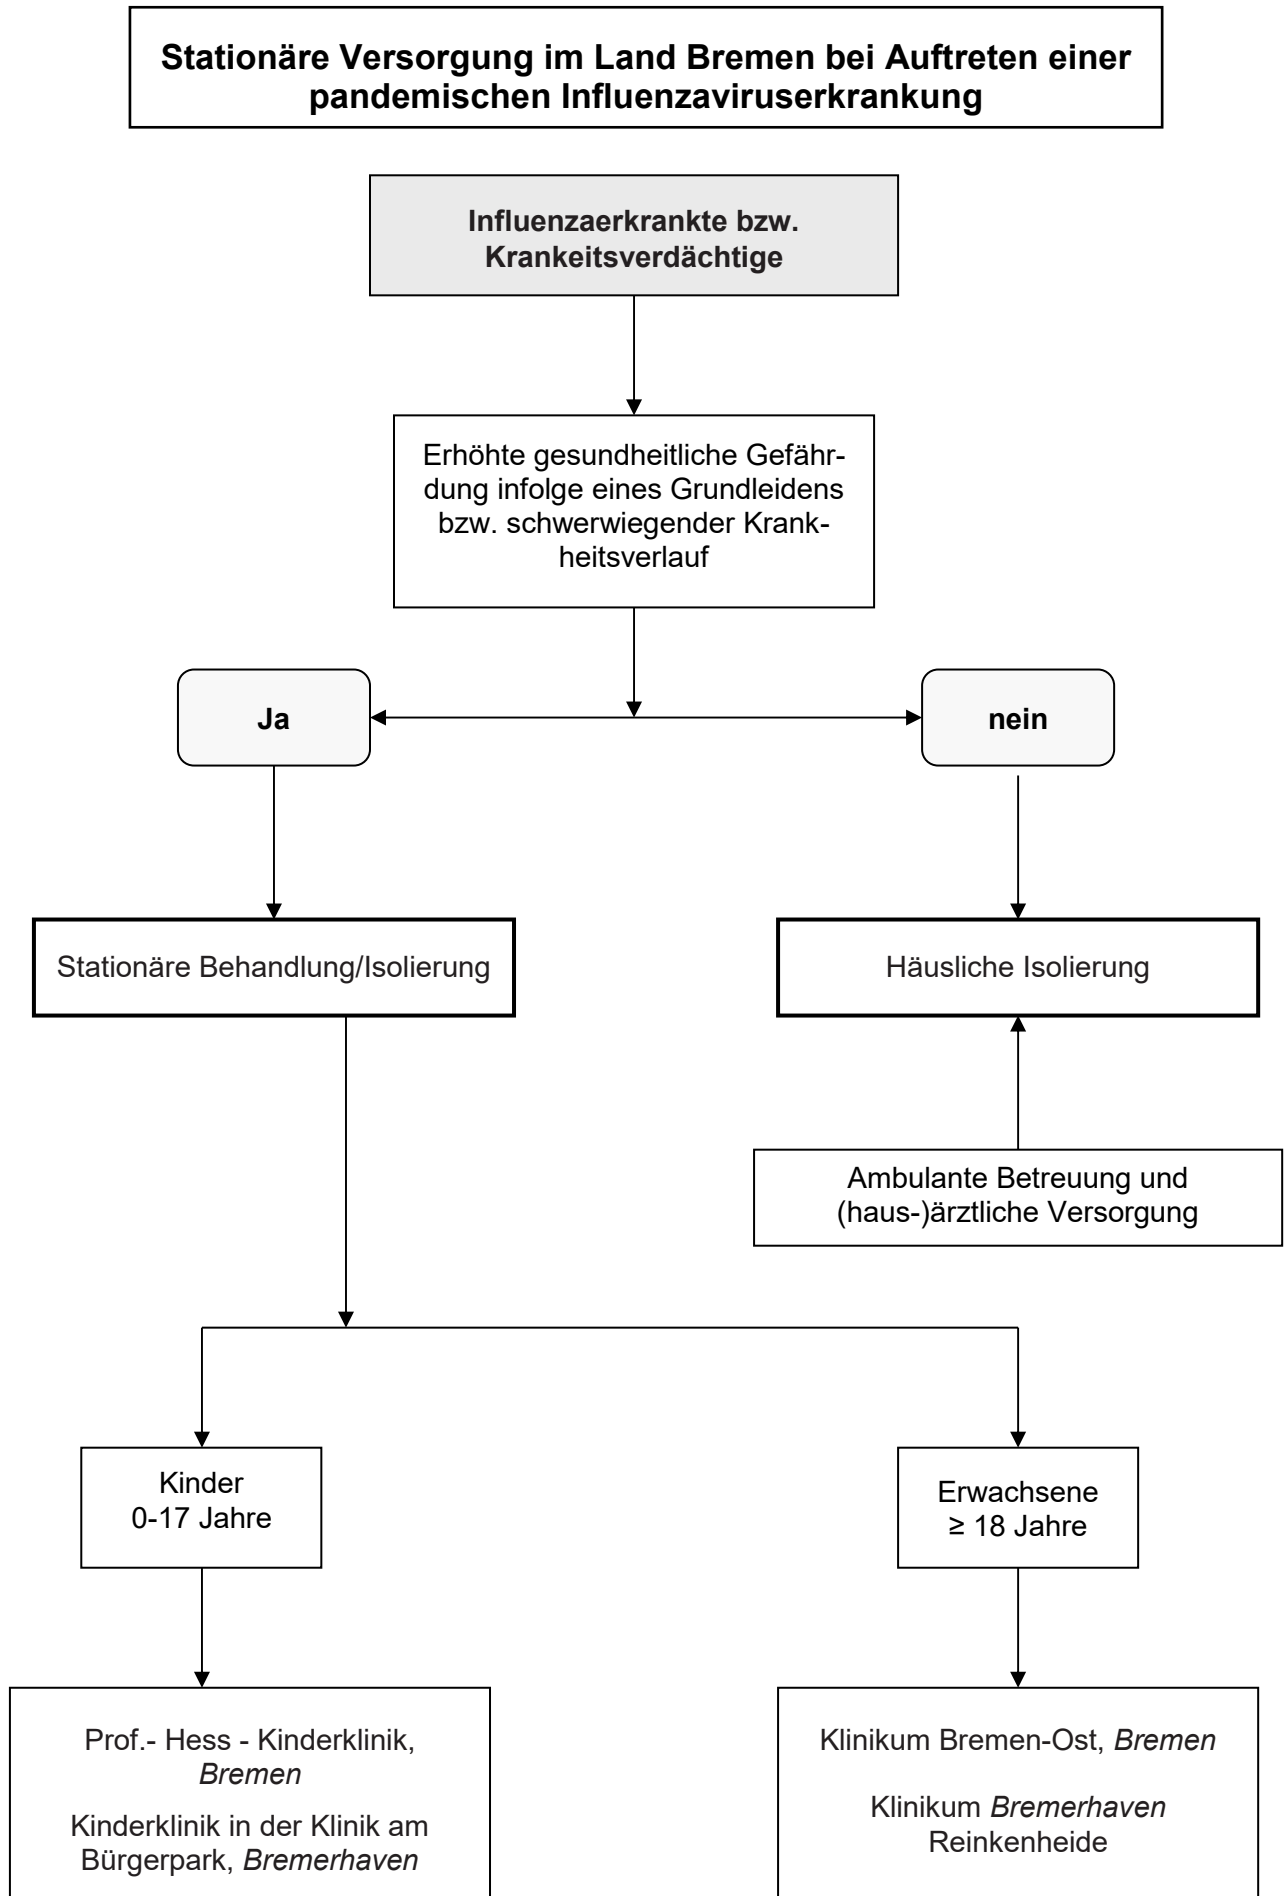 Stationäre Versorgung im Land Bremen bei Auftreten einer
pandemischen Influenzaviruserkrankung
Influenzaerkrankte bzw.
Krankeitsverdächtige
Erhöhte gesundheitliche Gefähr-
dung infolge eines Grundleidens
bzw. schwerwiegender Krank-
heitsverlauf
Ja
nein
Stationäre Behandlung/Isolierung
Häusliche Isolierung
Ambulante Betreuung und
(haus-)ärztliche Versorgung
Kinder
0-17 Jahre
Erwachsene
≥ 18 Jahre
Prof.- Hess - Kinderklinik,
Bremen
Kinderklinik in der Klinik am
Bürgerpark, Bremerhaven
Klinikum Bremen-Ost, Bremen
Klinikum Bremerhaven
Reinkenheide